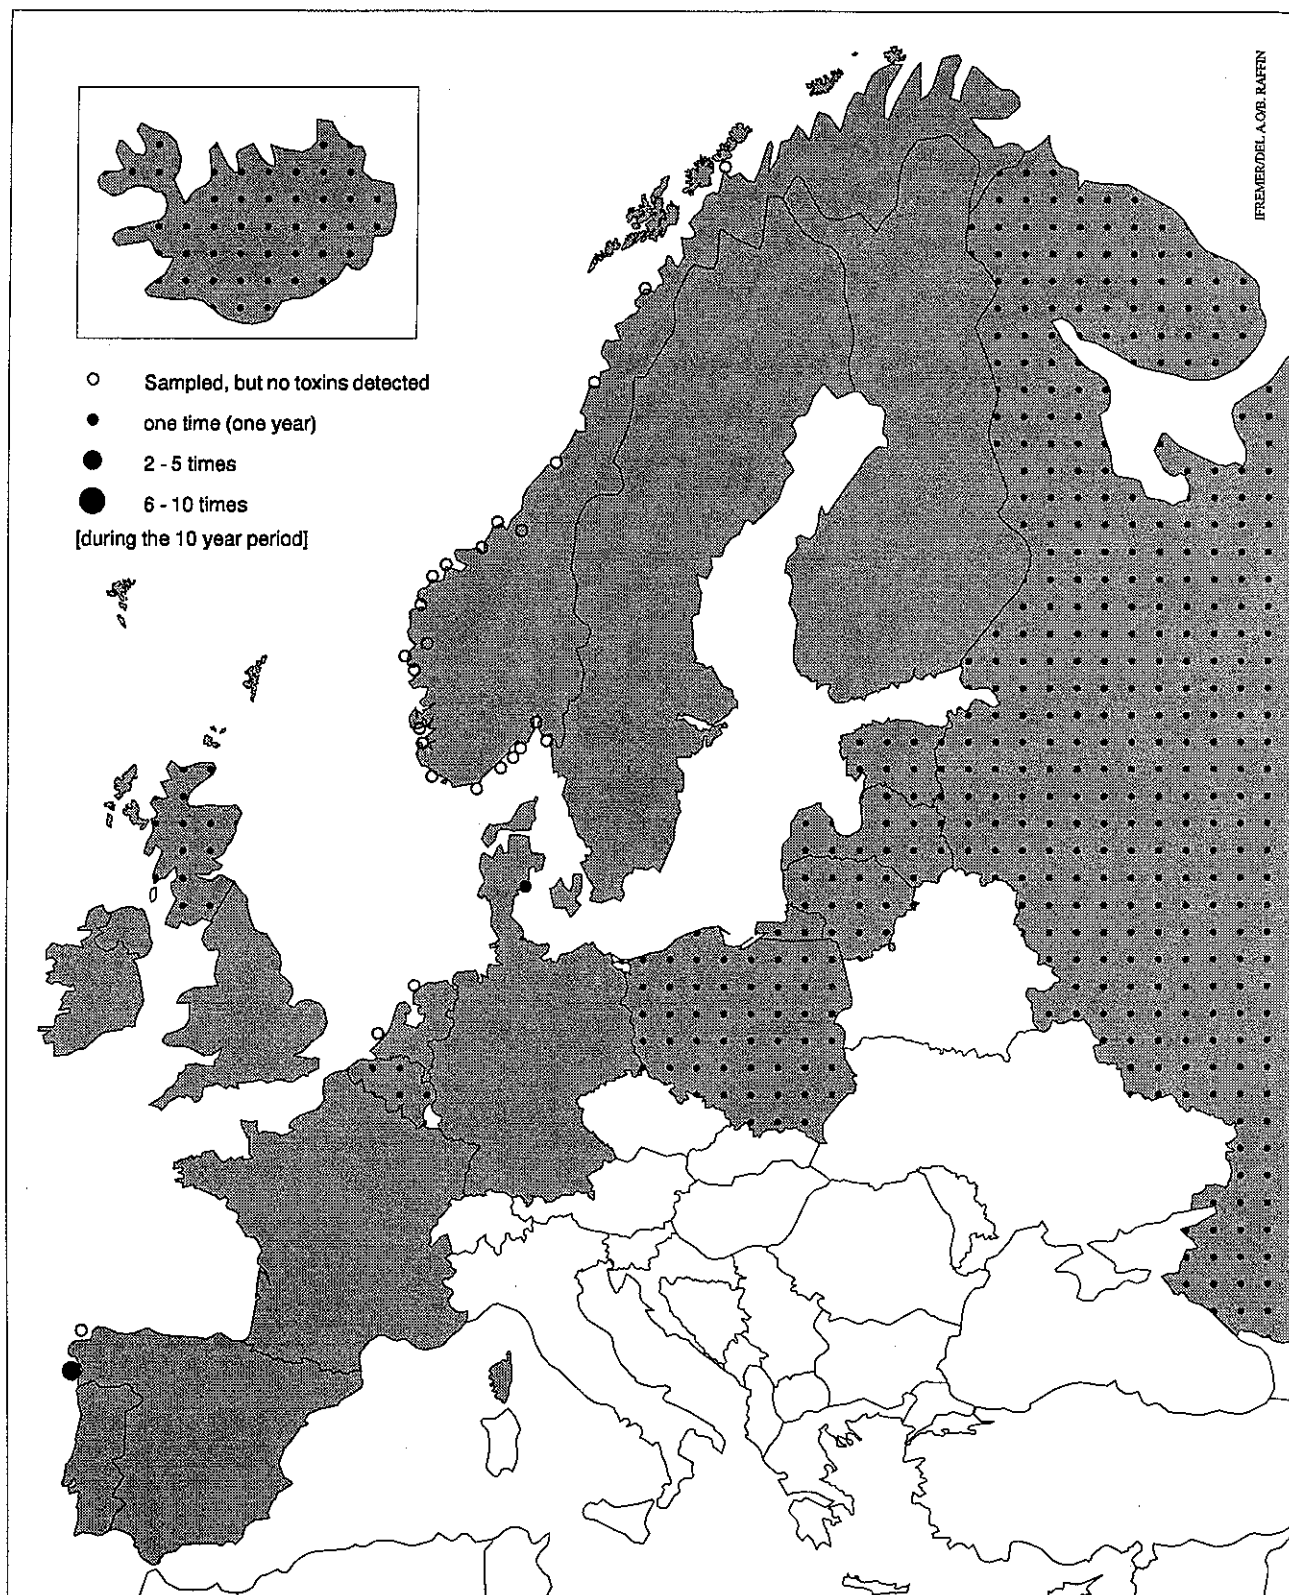 IFREMER/DEL A.O/B. RAFFIN
Sampled, but no toxins detected
one time (one year)
2 - 5 times
6 - 10 times
[during the 10 year period]